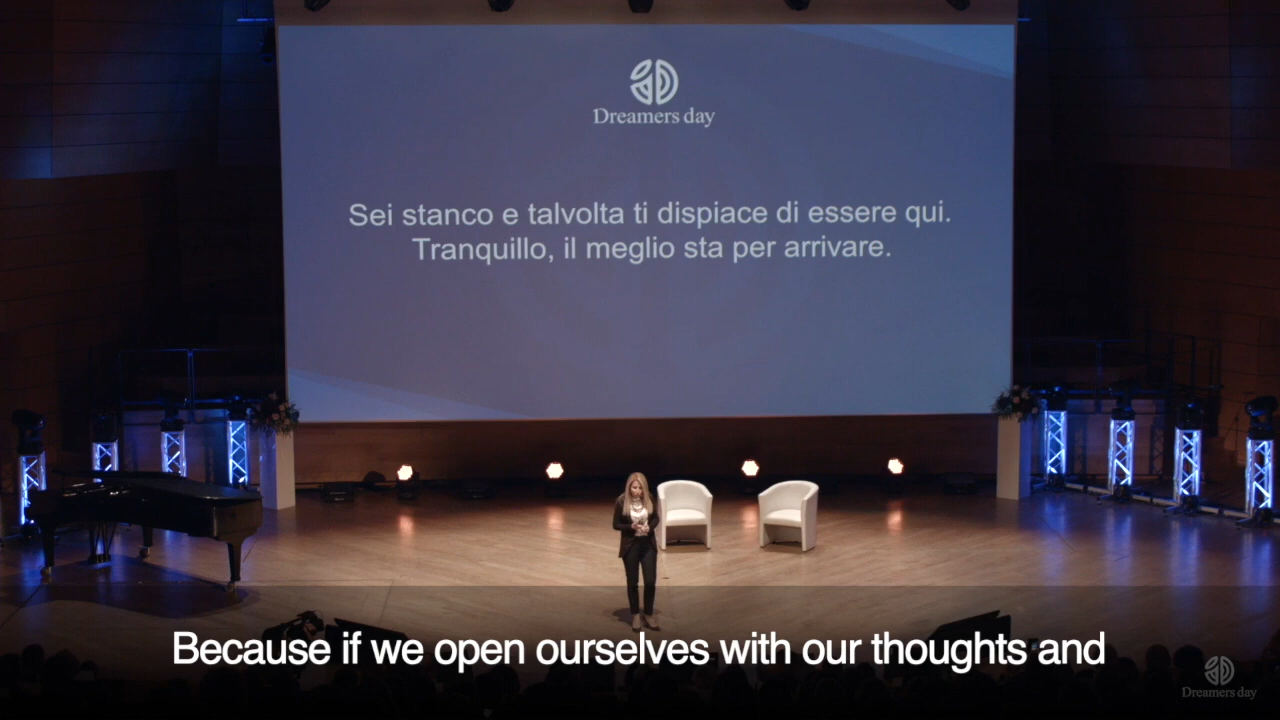 Dreamers day
Sei stanco e talvolta ti dispiace di essere qui.
Tranquillo, il meglio sta per arrivare.
Because if we open ourselves with our thoughts and
Dreamers day